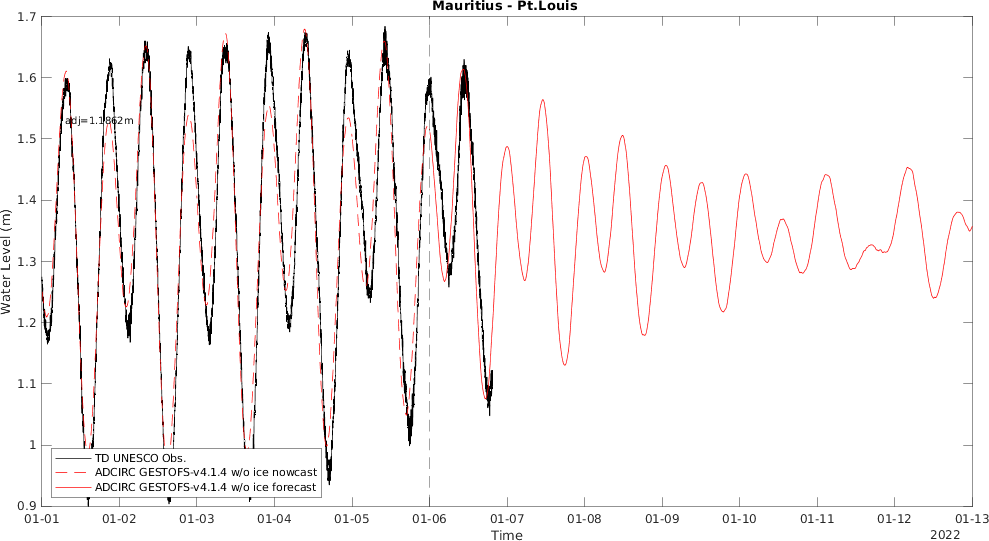 Mauritius - Pt.Louis
1.7
1.6
1.5
1.4
1.3
1.2
1.1
1
0.9
Water Level (m)
adj=1.1862m
TD UNESCO Obs.
ADCIRC GESTOFS-v4.1.4 w/o ice nowcast
ADCIRC GESTOFS-v4.1.4 w/o ice forecast
01-01 01-02 01-03 01-04 01-05 01-06 01-07 01-08 01-09 01-10 01-11 01-12 01-13
Time
2022